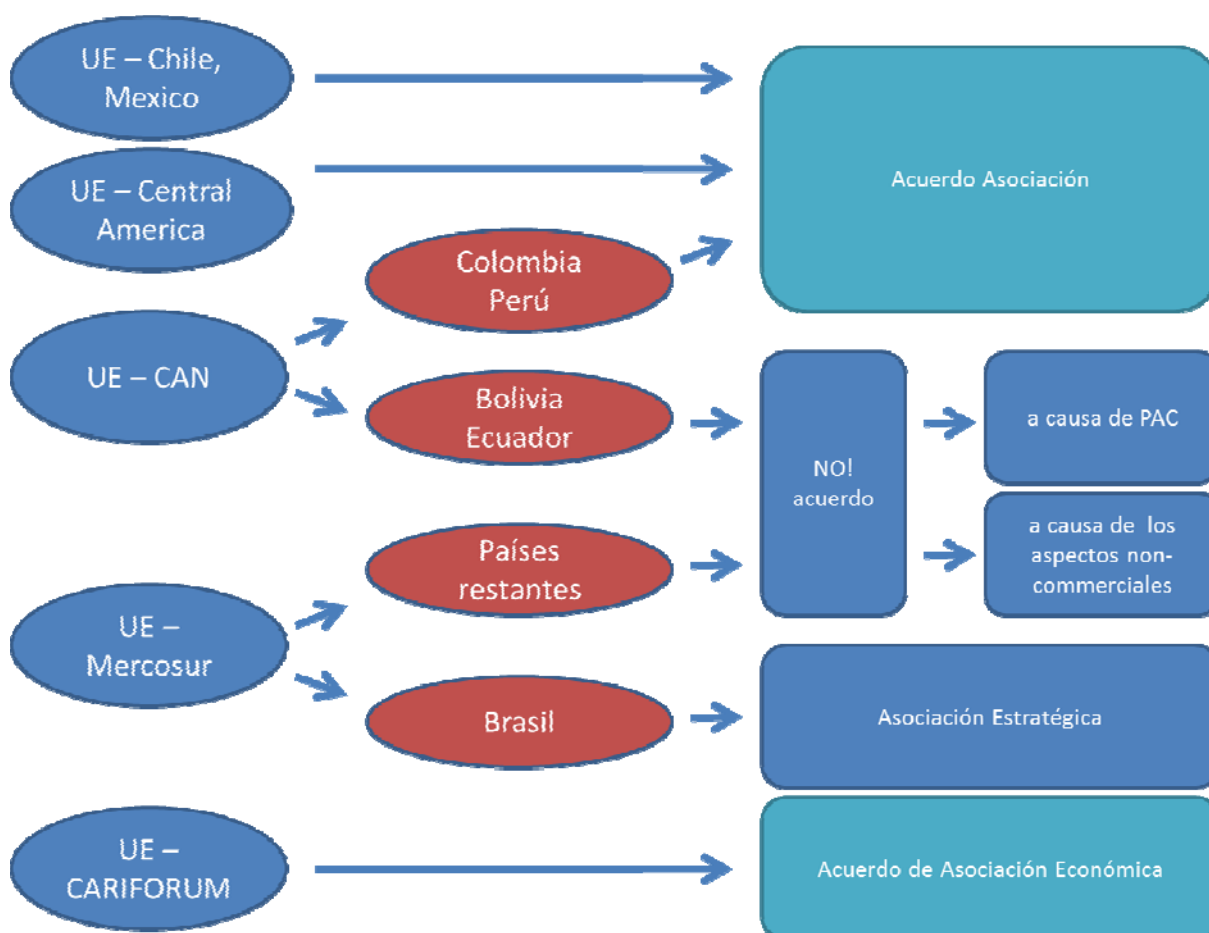 UE – Chile,
Mexico
UE – Central
America
Acuerdo Asociación
Colombia
Perú
UE – CAN
Bolivia
Ecuador
NO!
acuerdo
a causa de PAC
a causa de los
aspectos non-
commerciales
Países
restantes
UE –
Mercosur
Brasil
Asociación Estratégica
UE –
CARIFORUM
Acuerdo de Asociación Económica